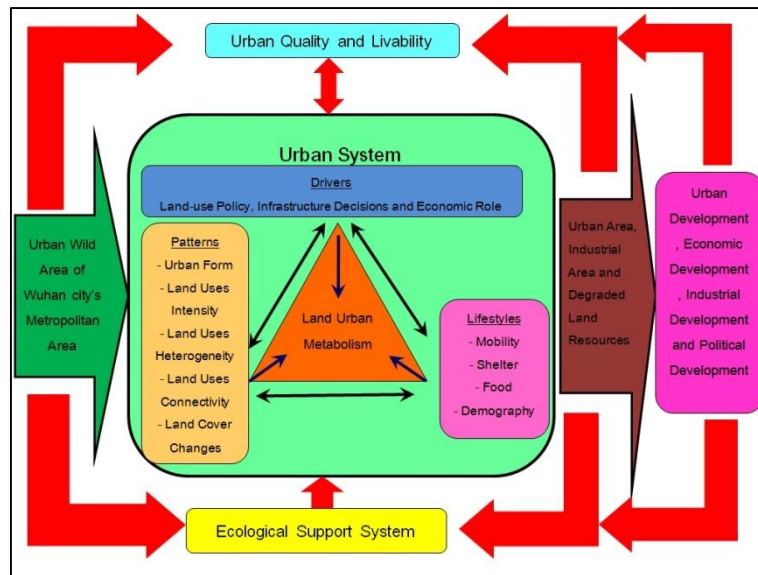 Urban Quality and Livability
Urban System
Drivers
Land-use Policy, Infrastructure Decisions and Economic Role
Urban Wild
Area of
Wuhan city's
Metropolitan
Area
Patterns
- Urban Form
- Land Uses
Intensity
- Land Uses
Heterogeneity
- Land Uses
Connectivity
- Land Cover
Changes
Land Urban
Metabolism
Lifestyles
- Mobility
- Shelter
- Food
- Demography
Urban Area,
Industrial
Area and
Degraded
Land
Resources
Urban
Development
, Economic
Development
, Industrial
Development
and Political
Development
Ecological Support System